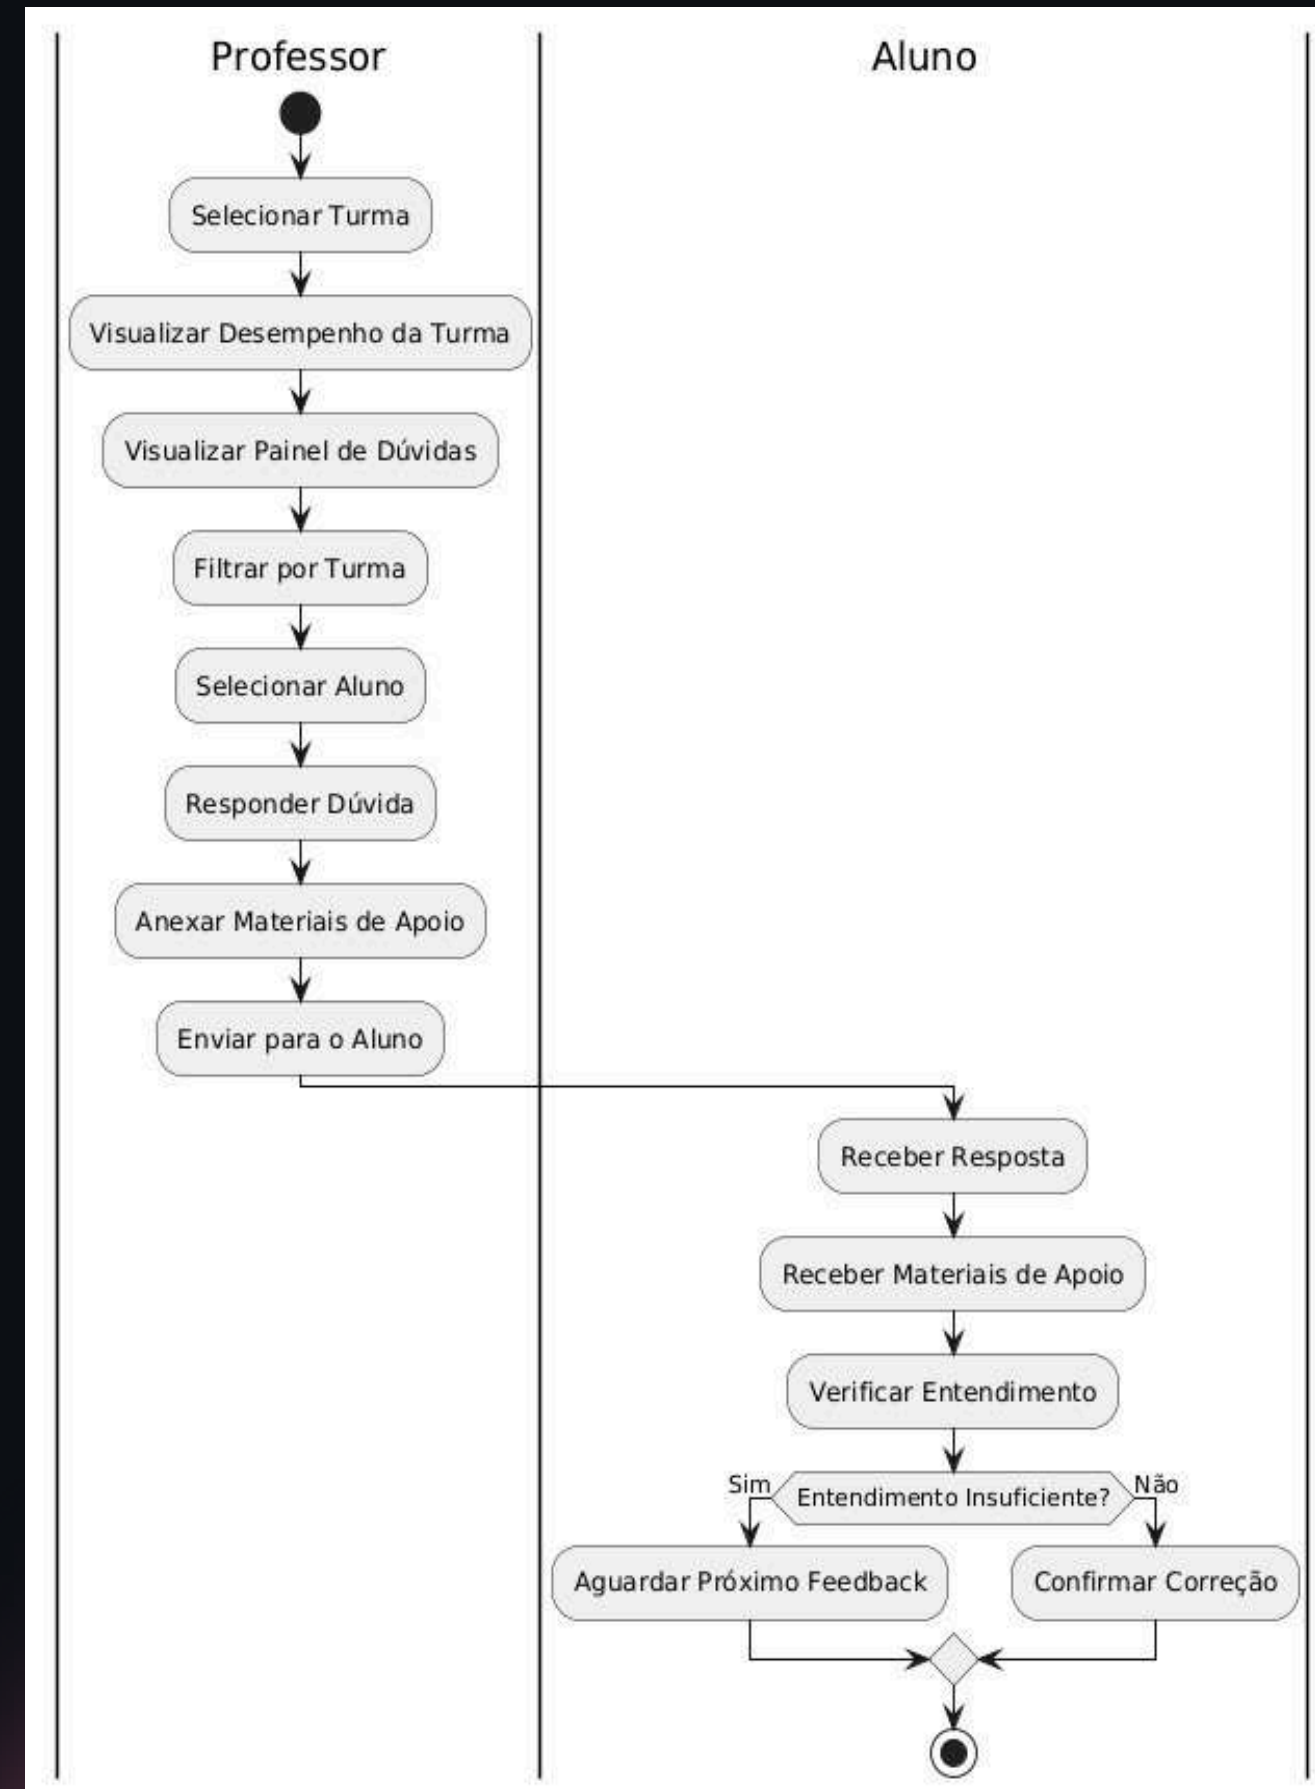 Professor
Aluno
Selecionar Turma
Visualizar Desempenho da Turma
Visualizar Painel de Dúvidas
Filtrar por Turma
Selecionar Aluno
Responder Dúvida
Anexar Materiais de Apoio
Enviar para o Aluno
Receber Resposta
Receber Materiais de Apoio
Verificar Entendimento
Sim
Entendimento Insuficiente?
Não
Aguardar Próximo Feedback
Confirmar Correção